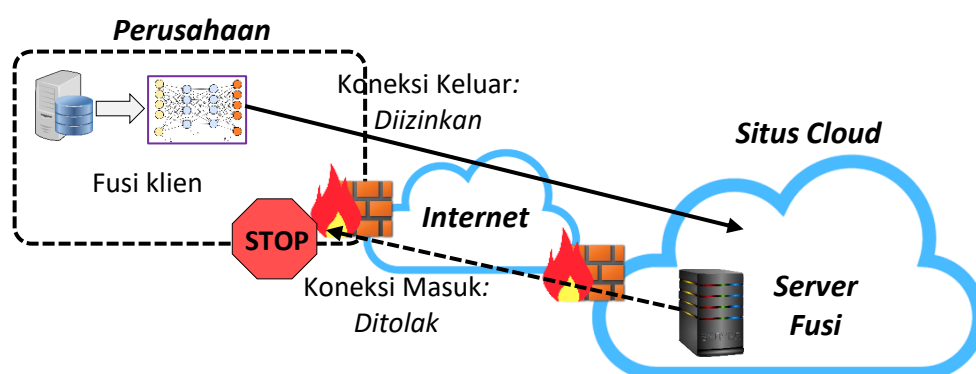 Perusahaan
Koneksi Keluar:
Diizinkan
Situs Cloud
Fusi klien
Internet
STOP
Koneksi Masuk:
Ditolak
Server
Fusi